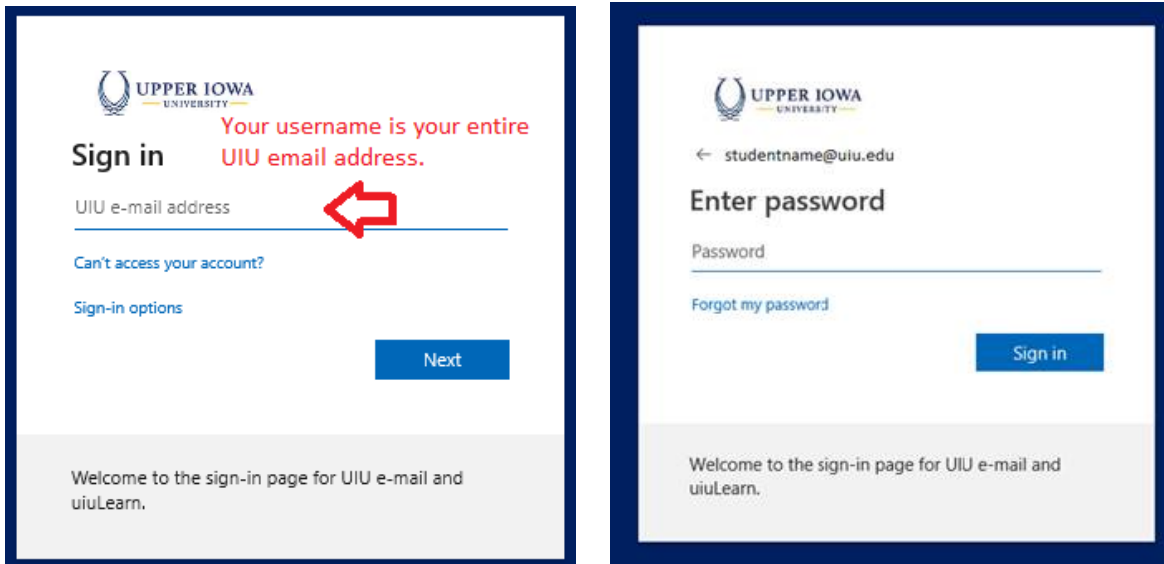 UPPER IOWA
UNIVERSITY
Your username is your entire
UIU email address.
Sign in
UIU e-mail address
Can't access your account?
Sign-in options
Next
Welcome to the sign-in page for UIU e-mail and
uiuLearn.
UPPER IOWA
UNIVERSITY
← studentname@uiu.edu
Enter password
Password
Forgot my password
Sign in
Welcome to the sign-in page for UIU e-mail and
uiuLearn.